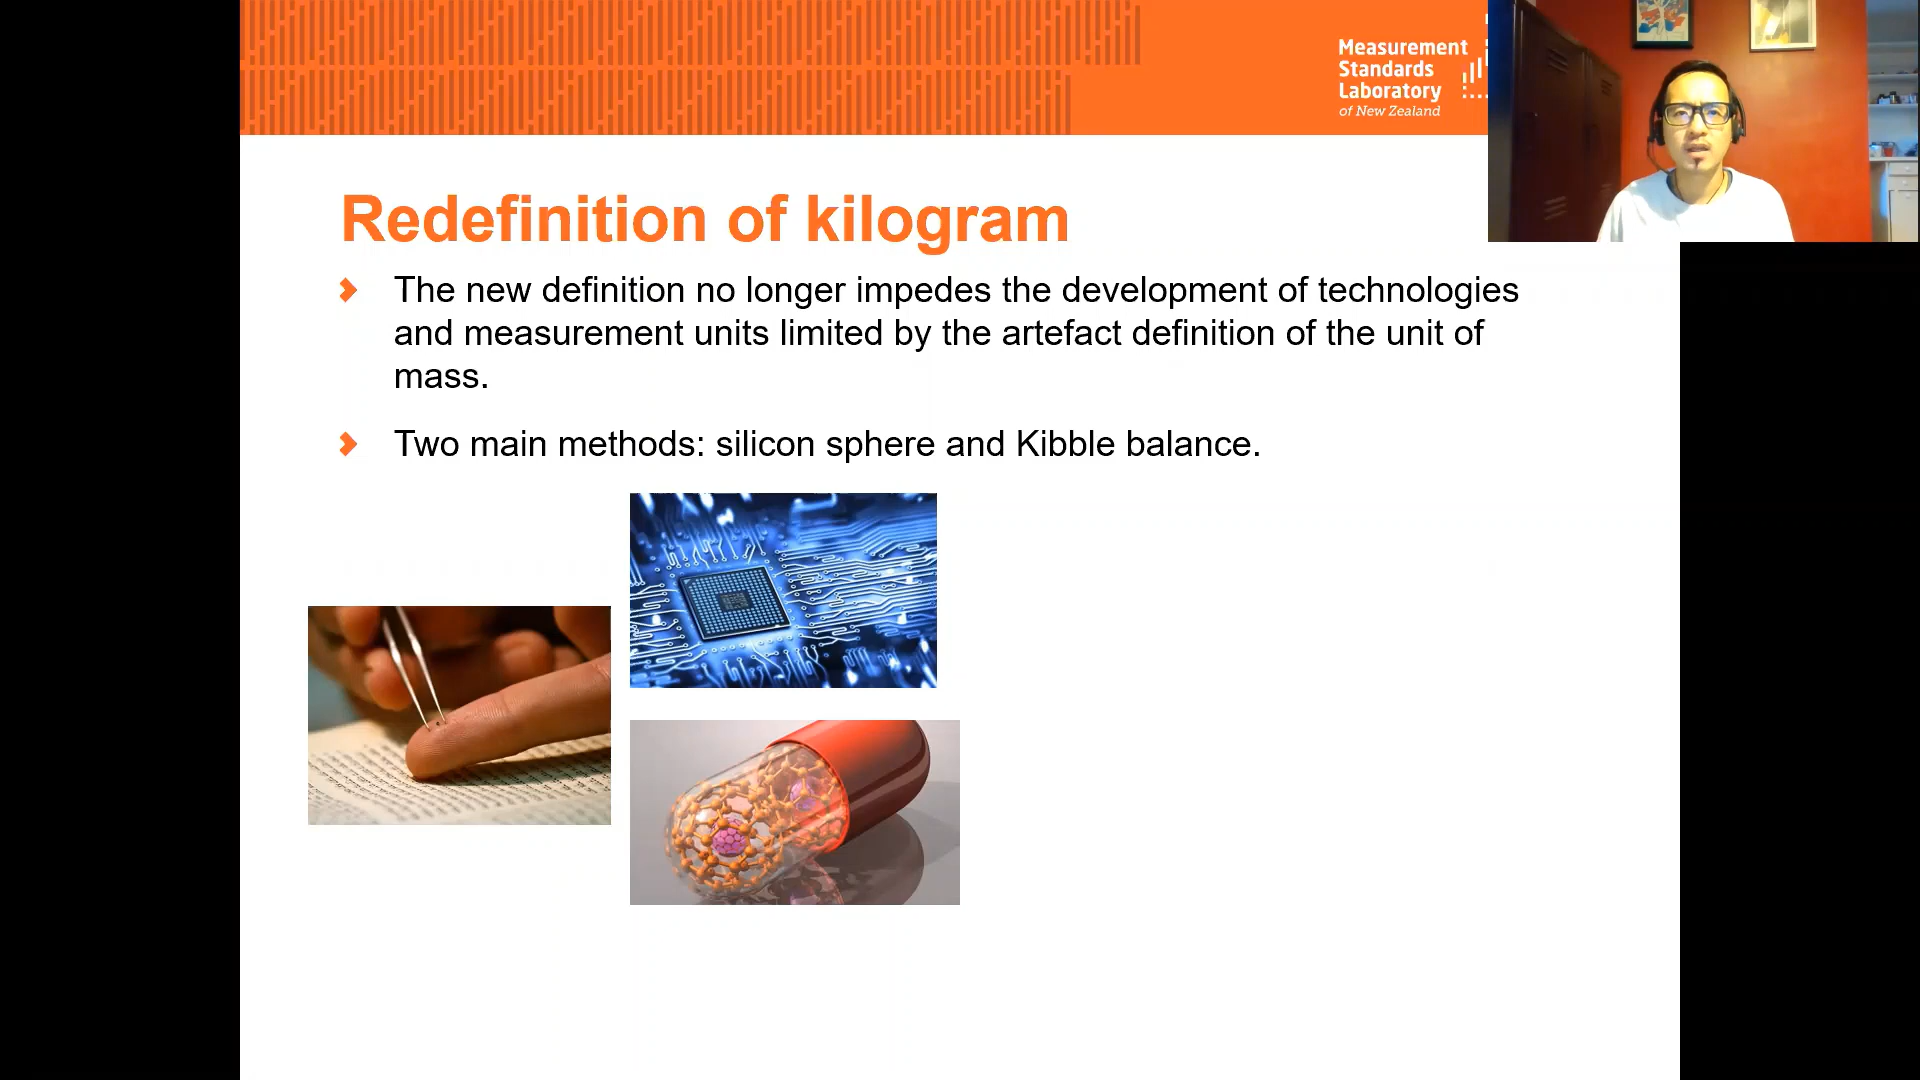 Measurement
Standards
Laboratory
of New Zealand
Redefinition of kilogram
The new definition no longer impedes the development of technologies
and measurement units limited by the artefact definition of the unit of
mass.
Two main methods: silicon sphere and Kibble balance.